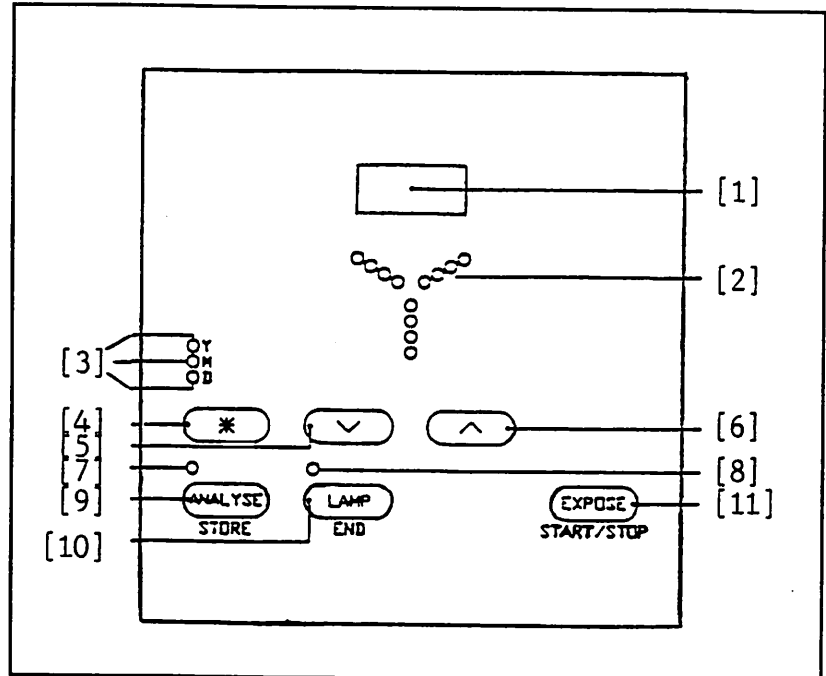 [1]
[2]
[3]
Y
M
D
[4]
*
[5]
[6]
[7]
[8]
[9]
ANALYSE
LAMP
EXPOSE
[11]
STORE
END
START/STOP
[10]